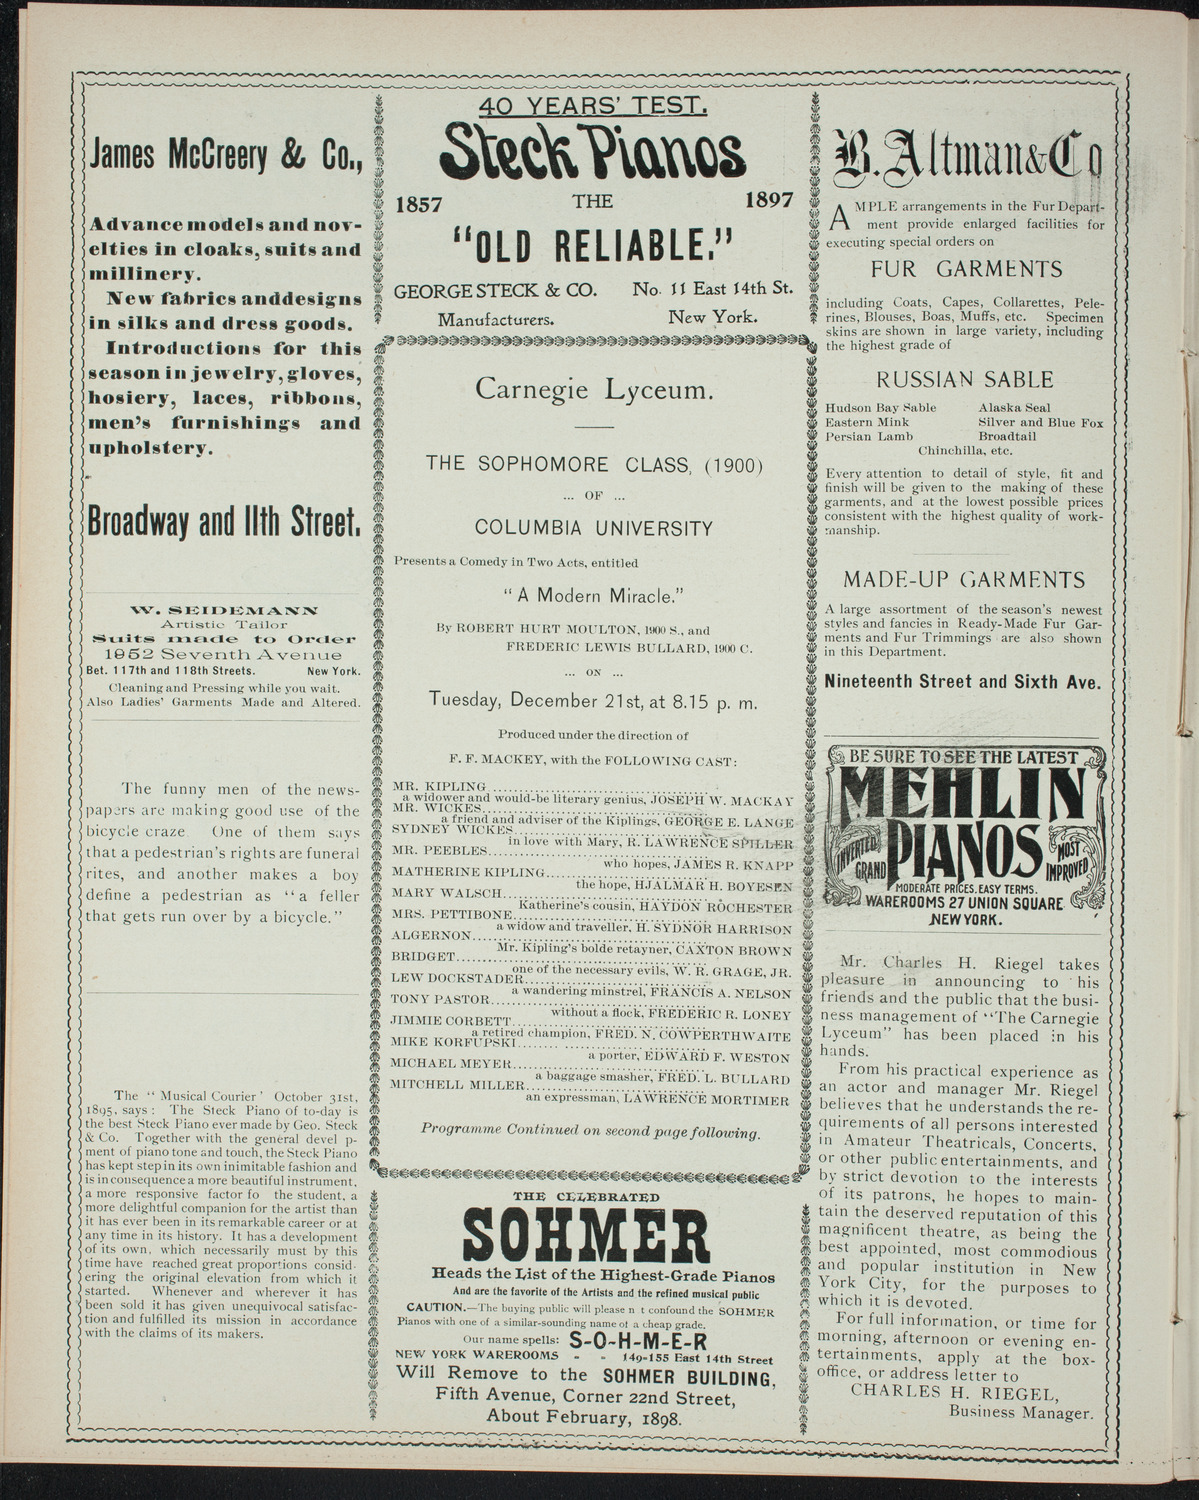 James McCreery & Co.,
Advance models and nov-
elties in cloaks, suits and
millinery.
New fabrics anddesigns
in silks and dress goods.
Introductions for this
season in jewelry, gloves,
hosiery, laces, ribbons,
men's furnishings and
upholstery.
Broadway and 11th Street.
W. SEIDEMANN
Artistic Tailor
Suits made to Order
1952 Seventh Avenue
Bet. 117th and 118th Streets. New York.
Cleaning and Pressing while you wait.
Also Ladies' Garments Made and Altered.
The funny men of the news-
papers are making good use of the
bicycle craze One of them says
that a pedestrian's rights are funeral
rites, and another makes a boy
define a pedestrian as "a feller
that gets run over by a bicycle."
The "Musical Courier' October 31st,
1895, says: The Steck Piano of to-day is
the best Steck Piano ever made by Geo. Steck
& Co. Together with the general devel p-
ment of piano tone and touch, the Steck Piano
has kept step in its own inimitable fashion and
is in consequence a more beautiful instrument,
a more responsive factor fo the student, a
more delightful companion for the artist than
it has ever been in its remarkable career or at
any time in its history. It has a development
of its own, which necessarily must by this
time have reached great proportions consid-
ering the original elevation from which it
started. Whenever and wherever it has
been sold it has given unequivocal satisfac-
tion and fulfilled its mission in accordance
with the claims of its makers.
40 YEARS' TEST.
Steck Pianos
1857 THE 1897
"OLD RELIABLE."
GEORGE STECK & CO. No. 11 East 14th St.
Manufacturers. New York.
Carnegie Lyceum.
THE SOPHOMORE CLASS, (1900)
... OF ...
COLUMBIA UNIVERSITY
Presents a Comedy in Two Acts, entitled
"A Modern Miracle."
By ROBERT HURT MOULTON, 1900 S., and
FREDERIC LEWIS BULLARD, 1900 C.
... ON ...
Tuesday, December 21st, at 8.15 p. m.
Produced under the direction of
F. F. MACKEY, with the FOLLOWING CAST:
MR. KIPLING ........................................
a widower and would-be literary genius, JOSEPH W. MACKAY
MR. WICKES........................................
a friend and adviser of the Kiplings, GEORGE E. LANGE
SYDNEY WICKES........................................
in love with Mary, R. LAWRENCE SPILLER
MR. PEEBLES........................................
who hopes, JAMES R. KNAPP
MATHERINE KIPLING........................................
the hope, HJALMAR H. BOYESEN
MARY WALSCH........................................
Katherine's cousin, HAYDON ROCHESTER
MRS. PETTIBONE........................................
a widow and traveller, H. SYDNOR HARRISON
ALGERNON........................................
Mr. Kipling's bolde retayner, CAXTON BROWN
BRIDGET........................................
one of the necessary evils, W. R. GRAGE, JR.
LEW DOCKSTADER........................................
a wandering minstrel, FRANCIS A. NELSON
TONY PASTOR........................................
without a flock, FREDERIC R. LONEY
JIMMIE CORBETT........................................
a retired champion, FRED. N. COWPERTHWAITE
MIKE KORFUPSKI........................................
a porter, EDWARD F. WESTON
MICHAEL MEYER........................................
a baggage smasher, FRED. L. BULLARD
MITCHELL MILLER........................................
an expressman, LAWRENCE MORTIMER
Programme Continued on second page following.
THE CELEBRATED
SOHMER
Heads the List of the Highest-Grade Pianos
And are the favorite of the Artists and the refined musical public
CAUTION.—The buying public will please n t confound the SOHMER
Pianos with one of a similar-sounding name of a cheap grade.
Our name spells: S-O-H-M-E-R
NEW YORK WAREROOMS - - 149-155 East 14th Street
Will Remove to the SOHMER BUILDING,
Fifth Avenue, Corner 22nd Street,
About February, 1898.
B. Altman & Co
AMPLE arrangements in the Fur Depart-
ment provide enlarged facilities for
executing special orders on
FUR GARMENTS
including Coats, Capes, Collarettes, Pele-
rines, Blouses, Boas, Muffs, etc. Specimen
skins are shown in large variety, including
the highest grade of
RUSSIAN SABLE
Hudson Bay Sable Alaska Seal
Eastern Mink Silver and Blue Fox
Persian Lamb Broadtail
Chinchilla, etc.
Every attention to detail of style, fit and
finish will be given to the making of these
garments, and at the lowest possible prices
consistent with the highest quality of work-
manship.
MADE-UP GARMENTS
A large assortment of the season's newest
styles and fancies in Ready-Made Fur Gar-
ments and Fur Trimmings are also shown
in this Department.
Nineteenth Street and Sixth Ave.
BE SURE TO SEE THE LATEST
MEHLIN
PIANOS
INVERTED GRAND
MOST IMPROVED
MODERATE PRICES. EASY TERMS.
WAREROOMS 27 UNION SQUARE
NEW YORK.
Mr. Charles H. Riegel takes
pleasure in announcing to his
friends and the public that the busi-
ness management of "The Carnegie
Lyceum" has been placed in his
hands.
From his practical experience as
an actor and manager Mr. Riegel
believes that he understands the re-
quirements of all persons interested
in Amateur Theatricals, Concerts,
or other public entertainments, and
by strict devotion to the interests
of its patrons, he hopes to main-
tain the deserved reputation of this
magnificent theatre, as being the
best appointed, most commodious
and popular institution in New
York City, for the purposes to
which it is devoted.
For full information, or time for
morning, afternoon or evening en-
tertainments, apply at the box-
office, or address letter to
CHARLES H. RIEGEL,
Business Manager.